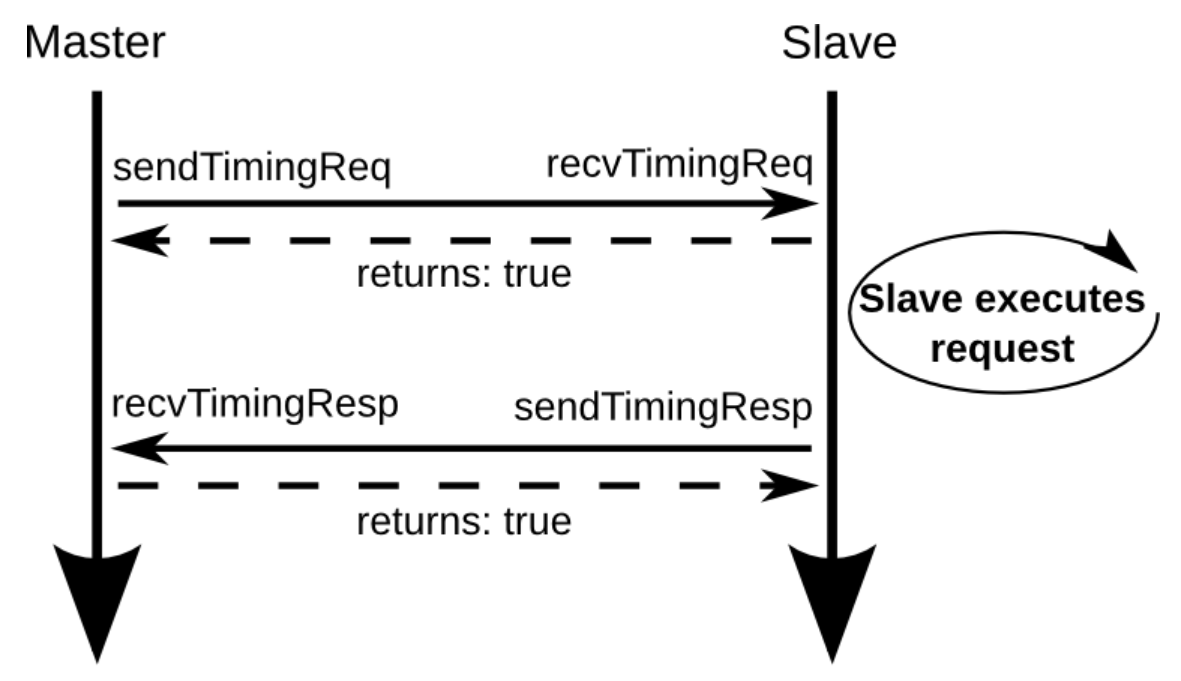 Master
Slave
sendTimingReq
recvTimingReq
returns: true
Slave executes
request
recvTimingResp
sendTimingResp
returns: true